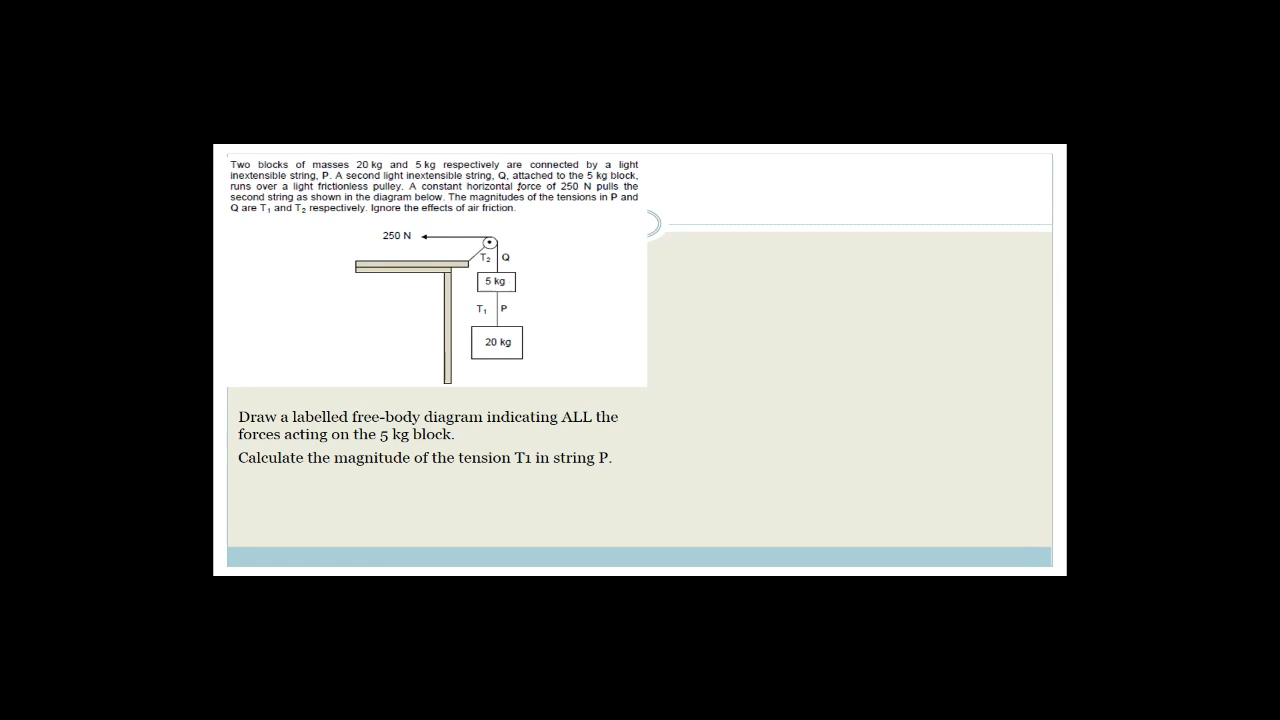 Two blocks of masses 20 kg and 5 kg respectively are connected by a light
inextensible string, P. A second light inextensible string, Q, attached to the 5 kg block,
runs over a light frictionless pulley. A constant horizontal force of 250 N pulls the
second string as shown in the diagram below. The magnitudes of the tensions in P and
Q are T₁ and T₂ respectively. Ignore the effects of air friction.
250 N
T₂ Q
5 kg
T₁ P
20 kg
Draw a labelled free-body diagram indicating ALL the
forces acting on the 5 kg block.
Calculate the magnitude of the tension T1 in string P.